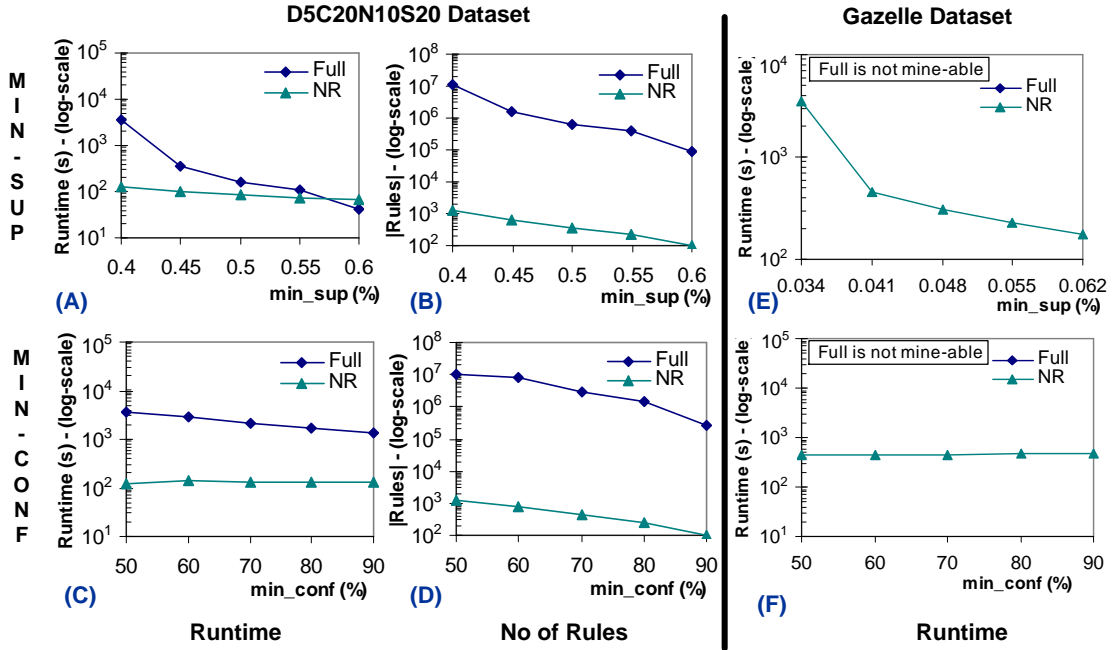 D5C20N10S20 Dataset
Gazelle Dataset
MIN-SUP
Runtime (s) - (log-scale)
10^5
10^4
10^3
10^2
10^1
Full
NR
0.4 0.45 0.5 0.55 0.6
min_sup (%)
(A)
|Rules| - (log-scale)
10^8
10^7
10^6
10^5
10^4
10^3
10^2
Full
NR
0.4 0.45 0.5 0.55 0.6
min_sup (%)
(B)
Runtime (s) - (log-scale)
10^4
10^3
10^2
Full is not mine-able
Full
NR
0.034 0.041 0.048 0.055 0.062
min_sup (%)
(E)
MIN-CONF
Runtime (s) - (log-scale)
10^5
10^4
10^3
10^2
10^1
Full
NR
50 60 70 80 90
min_conf (%)
(C)
|Rules| - (log-scale)
10^8
10^7
10^6
10^5
10^4
10^3
10^2
Full
NR
50 60 70 80 90
min_conf (%)
(D)
Runtime (s) - (log-scale)
10^5
10^4
10^3
10^2
10^1
Full is not mine-able
Full
NR
50 60 70 80 90
min_conf (%)
(F)
Runtime
No of Rules
Runtime